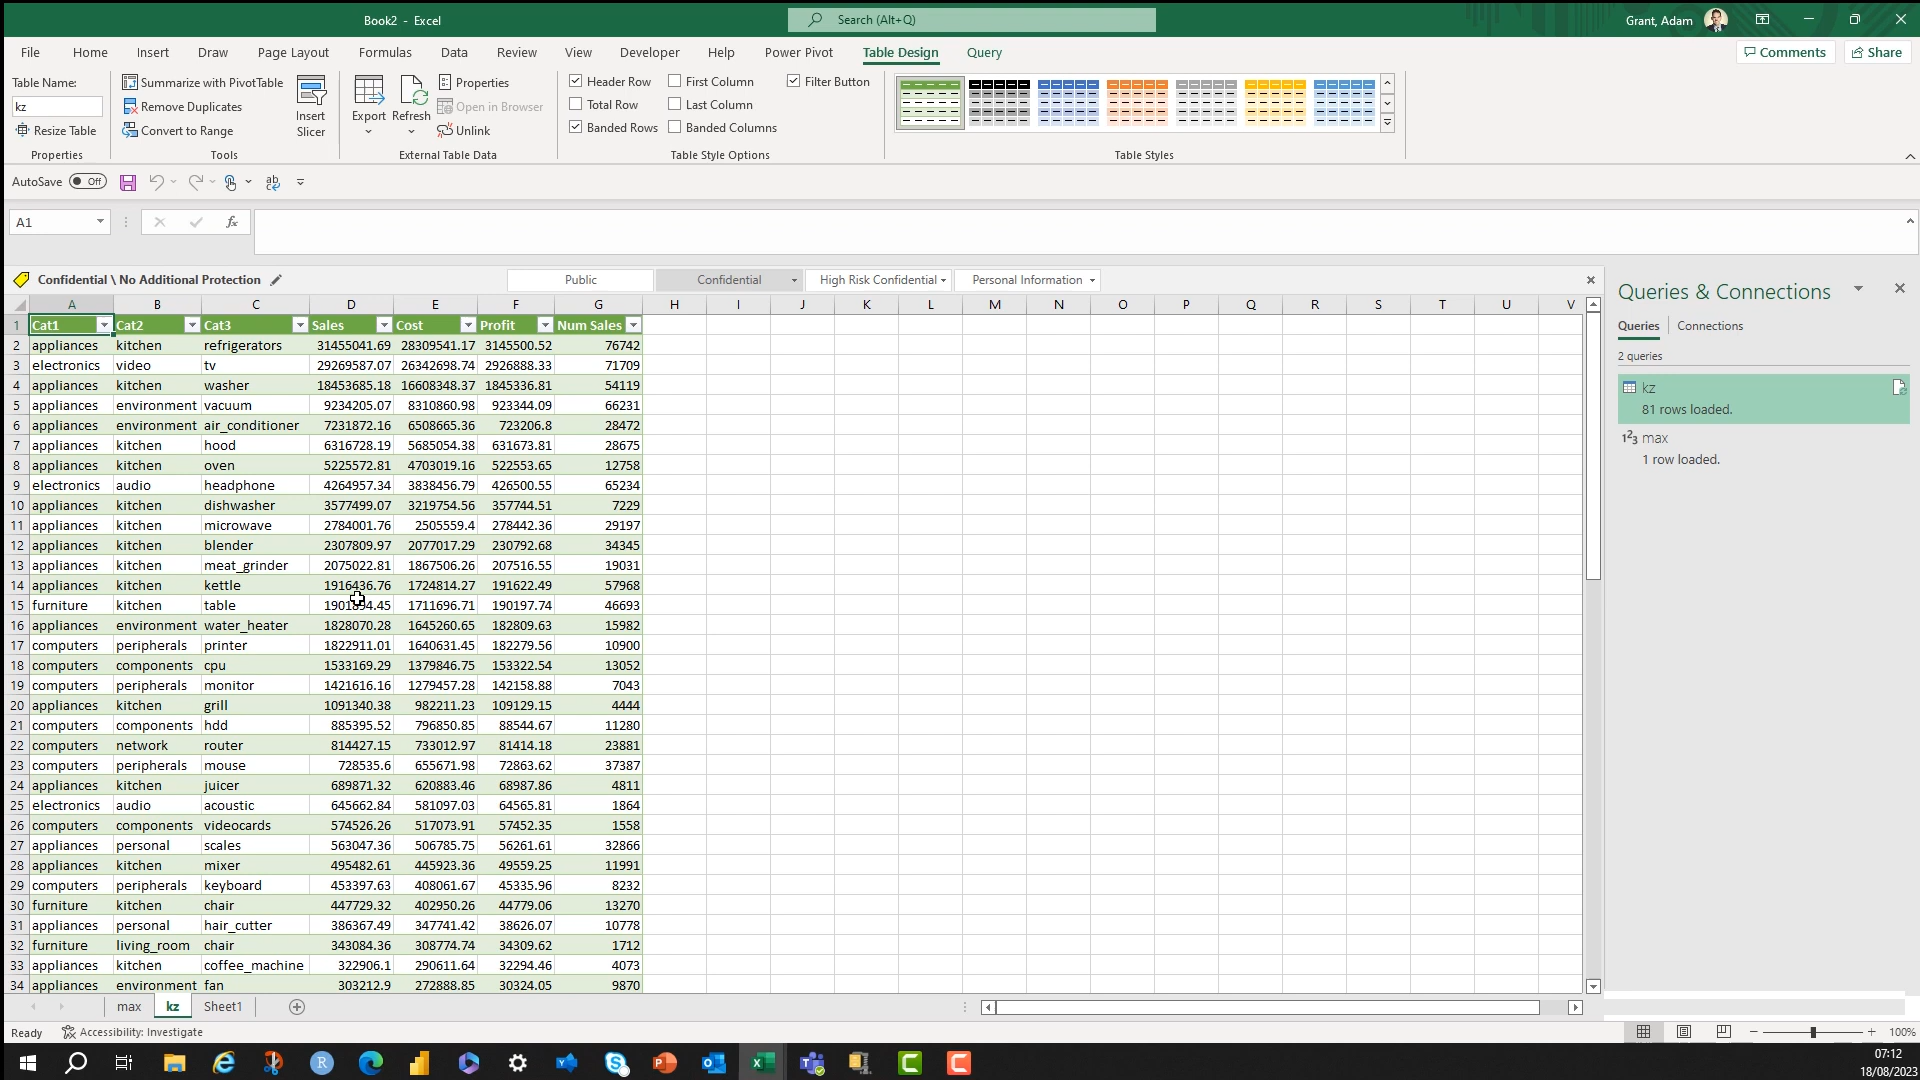 Book2 - Excel
Search (Alt+Q)
Grant, Adam
File Home Insert Draw Page Layout Formulas Data Review View Developer Help Power Pivot Table Design Query
Comments Share
Table Name:
kz
Resize Table
Properties
Summarize with PivotTable
Remove Duplicates
Convert to Range
Insert
Slicer
Tools
Export Refresh
Properties
Open in Browser
Unlink
External Table Data
Header Row First Column Filter Button
Total Row Last Column
Banded Rows Banded Columns
Table Style Options
Table Styles
AutoSave Off
A1 fx
Confidential \ No Additional Protection
Public Confidential High Risk Confidential Personal Information
A B C D E F G H I J K L M N O P Q R S T U V
1 Cat1 Cat2 Cat3 Sales Cost Profit Num Sales
2 appliances kitchen refrigerators 31455041.69 28309541.17 3145500.52 76742
3 electronics video tv 29269587.07 26342698.74 2926888.33 71709
4 appliances kitchen washer 18453685.18 16608348.37 1845336.81 54119
5 appliances environment vacuum 9234205.07 8310860.98 923344.09 66231
6 appliances environment air_conditioner 7231872.16 6508665.36 723206.8 28472
7 appliances kitchen hood 6316728.19 5685054.38 631673.81 28675
8 appliances kitchen oven 5225572.81 4703019.16 522553.65 12758
9 electronics audio headphone 4264957.34 3838456.79 426500.55 65234
10 appliances kitchen dishwasher 3577499.07 3219754.56 357744.51 7229
11 appliances kitchen microwave 2784001.76 2505559.4 278442.36 29197
12 appliances kitchen blender 2307809.97 2077017.29 230792.68 34345
13 appliances kitchen meat_grinder 2075022.81 1867506.26 207516.55 19031
14 appliances kitchen kettle 1916436.76 1724814.27 191622.49 57968
15 furniture kitchen table 1711696.71 190197.74 46693
16 appliances environment water_heater 1828070.28 1645260.65 182809.63 15982
17 computers peripherals printer 1822911.01 1640631.45 182279.56 10900
18 computers components cpu 1533169.29 1379846.75 153322.54 13052
19 computers peripherals monitor 1421616.16 1279457.28 142158.88 7043
20 appliances kitchen grill 1091340.38 982211.23 109129.15 4444
21 computers components hdd 885395.52 796850.85 88544.67 11280
22 computers network router 814427.15 733012.97 81414.18 23881
23 computers peripherals mouse 728535.6 655671.98 72863.62 37387
24 appliances kitchen juicer 689871.32 620883.46 68987.86 4811
25 electronics audio acoustic 645662.84 581097.03 64565.81 1864
26 computers components videocards 574526.26 517073.91 57452.35 1558
27 appliances personal scales 563047.36 506785.75 56261.61 32866
28 appliances kitchen mixer 495482.61 445923.36 49559.25 11991
29 computers peripherals keyboard 453397.63 408061.67 45335.96 8232
30 furniture kitchen chair 447729.32 402950.26 44779.06 13270
31 appliances personal hair_cutter 386367.49 347741.42 38626.07 10778
32 furniture living_room chair 343084.36 308774.74 34309.62 1712
33 appliances kitchen coffee_machine 322906.1 290611.64 32294.46 4073
34 appliances environment fan 303212.9 272888.85 30324.05 9870
Queries & Connections
Queries Connections
2 queries
kz
81 rows loaded.
123 max
1 row loaded.
max kz Sheet1
Ready Accessibility: Investigate
100%
07:12
18/08/2023